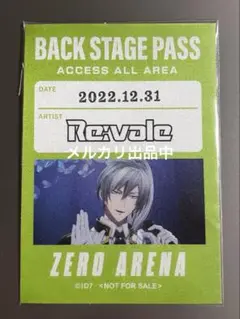 BACK STAGE PASS
ACCESS ALL AREA
DATE
2022.12.31
ARTIST
Re:vale
メルカリ出品中
ZERO ARENA
©ID7 <NOT FOR SALE>